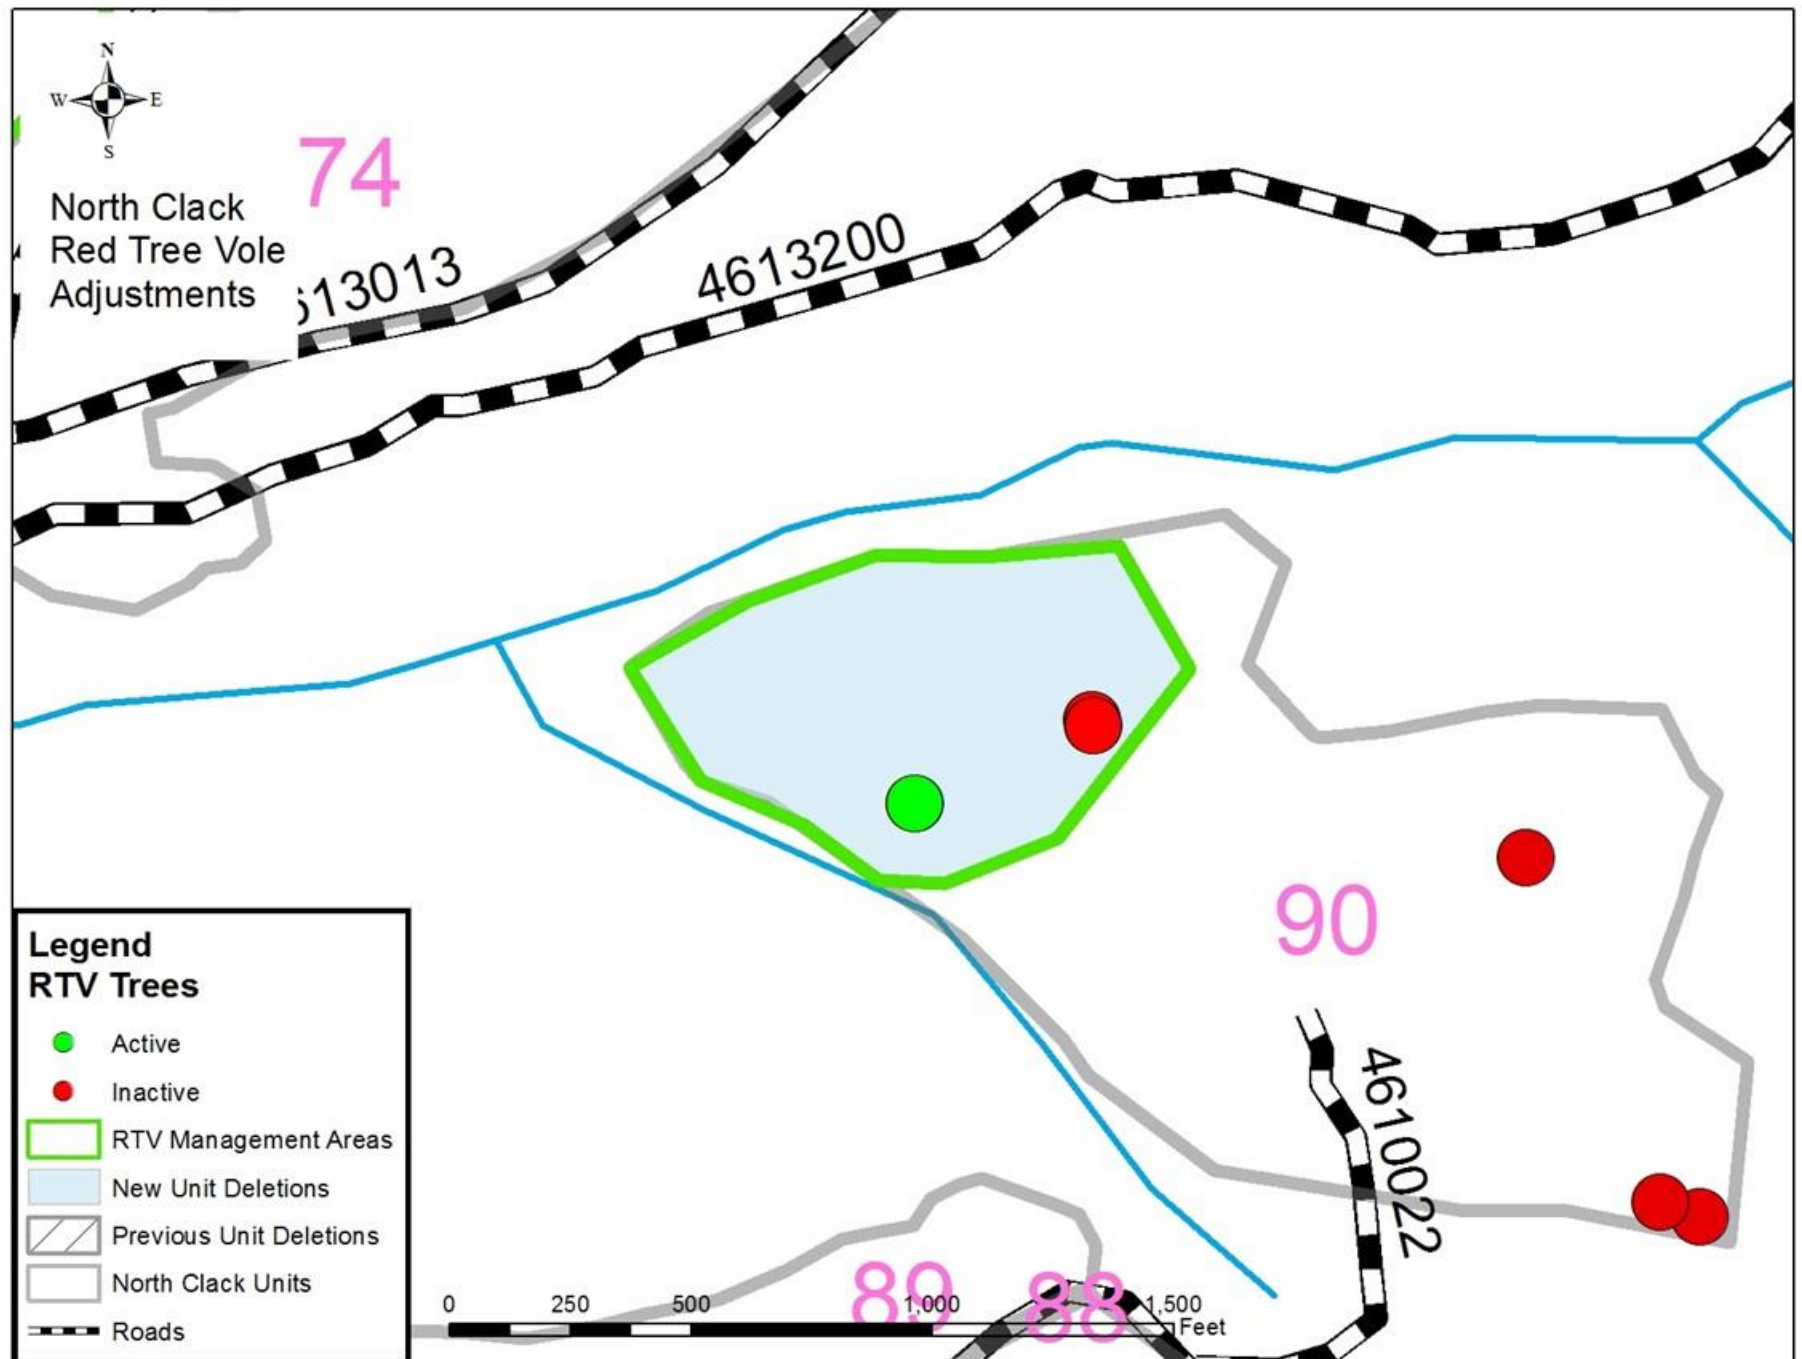 N
W E
S
74
North Clack
Red Tree Vole
Adjustments
613013
4613200
90
4610022
Legend
RTV Trees
Active
Inactive
RTV Management Areas
New Unit Deletions
Previous Unit Deletions
North Clack Units
Roads
89
88
0 250 500 1,000 1,500
Feet